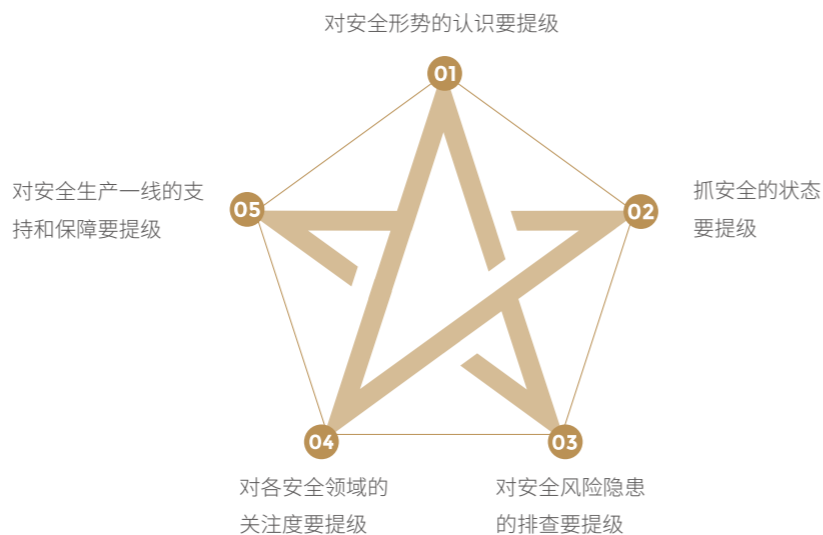 对安全形势的认识要提级
01
02
抓安全的状态
要提级
03
对安全风险隐患
的排查要提级
04
对各安全领域的
关注度要提级
05
对安全生产一线的支
持和保障要提级